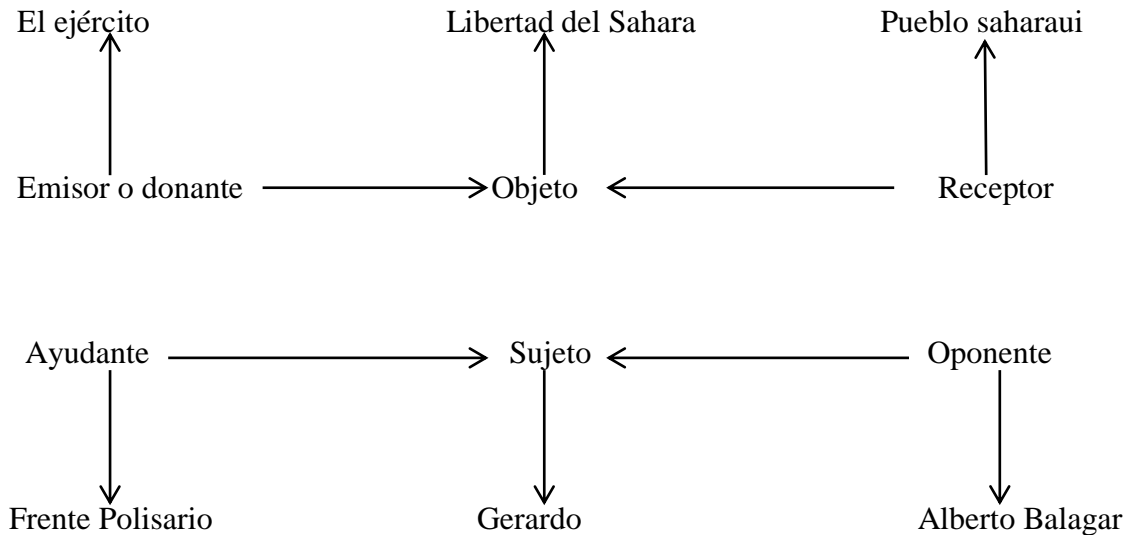 El ejército Libertad del Sahara Pueblo saharaui
Emisor o donante Objeto Receptor
Ayudante Sujeto Oponente
Frente Polisario Gerardo Alberto Balagar